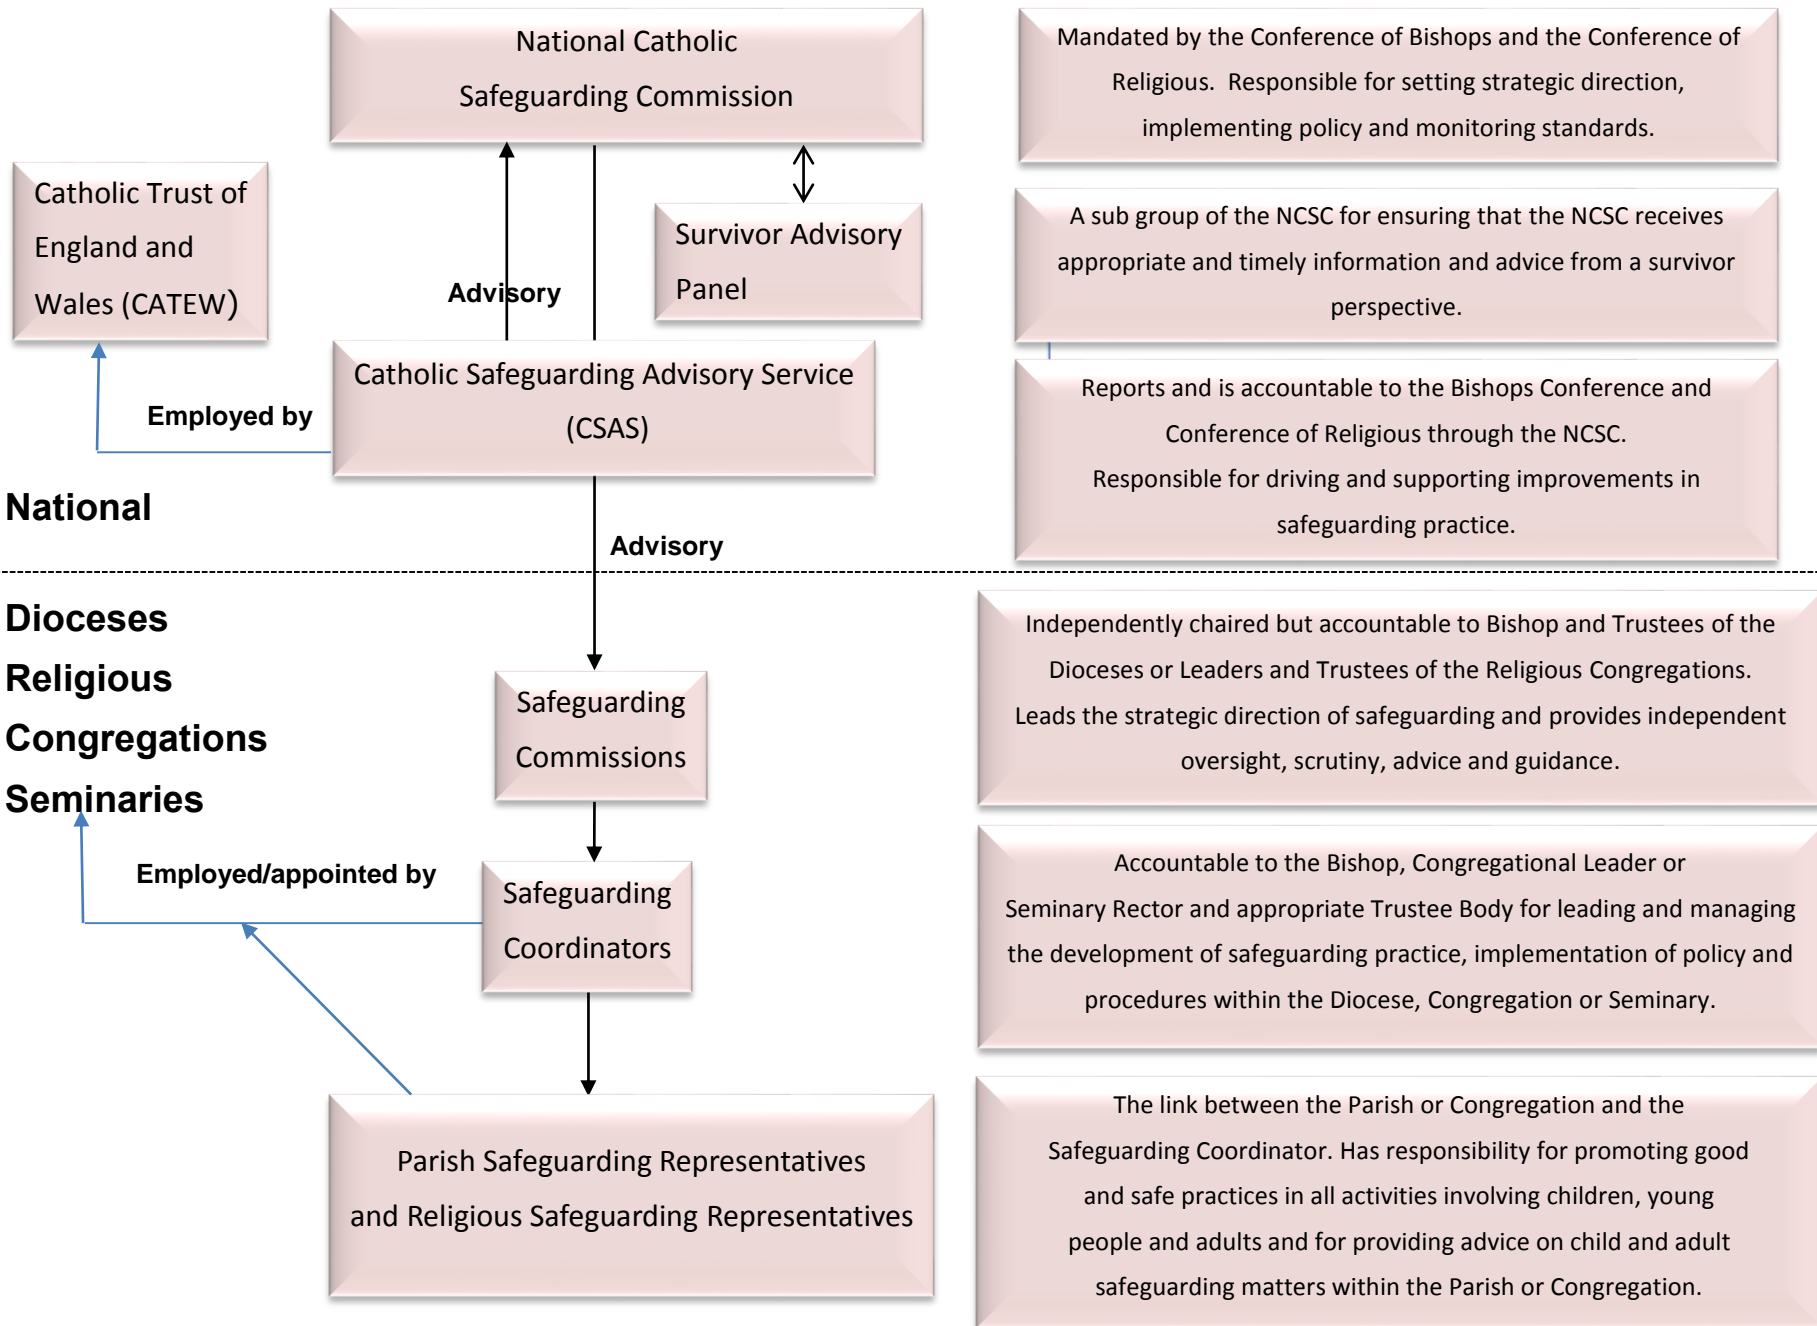 National Catholic
Safeguarding Commission
Mandated by the Conference of Bishops and the Conference of
Religious.  Responsible for setting strategic direction,
implementing policy and monitoring standards.
Catholic Trust of
England and
Wales (CATEW)
Survivor Advisory
Panel
A sub group of the NCSC for ensuring that the NCSC receives
appropriate and timely information and advice from a survivor
perspective.
Advisory
Catholic Safeguarding Advisory Service
(CSAS)
Employed by
Reports and is accountable to the Bishops Conference and
Conference of Religious through the NCSC.
Responsible for driving and supporting improvements in
safeguarding practice.
National
Advisory
Dioceses
Religious
Congregations
Seminaries
Safeguarding
Commissions
Independently chaired but accountable to Bishop and Trustees of the
Dioceses or Leaders and Trustees of the Religious Congregations.
Leads the strategic direction of safeguarding and provides independent
oversight, scrutiny, advice and guidance.
Employed/appointed by
Safeguarding
Coordinators
Accountable to the Bishop, Congregational Leader or
Seminary Rector and appropriate Trustee Body for leading and managing
the development of safeguarding practice, implementation of policy and
procedures within the Diocese, Congregation or Seminary.
Parish Safeguarding Representatives
and Religious Safeguarding Representatives
The link between the Parish or Congregation and the
Safeguarding Coordinator. Has responsibility for promoting good
and safe practices in all activities involving children, young
people and adults and for providing advice on child and adult
safeguarding matters within the Parish or Congregation.